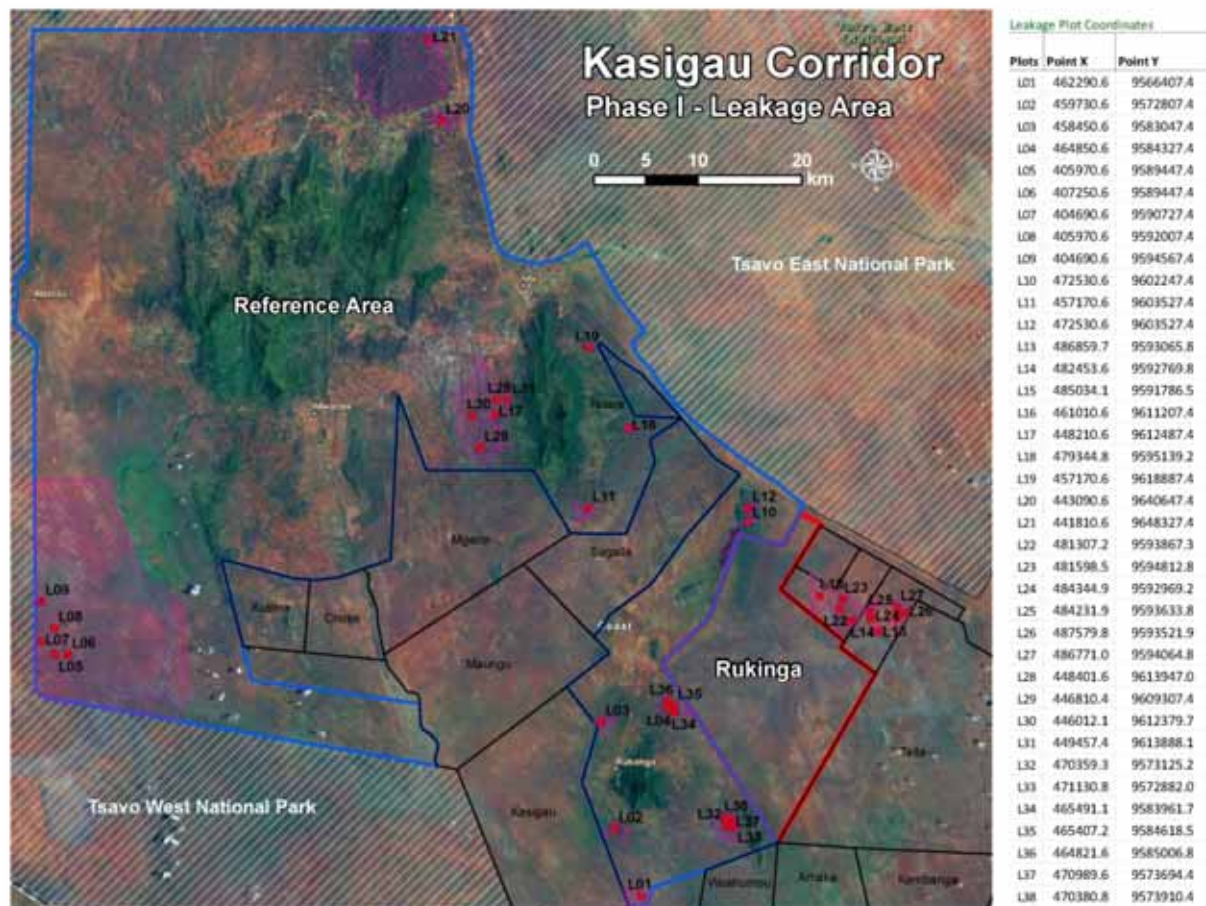 Kasigau Corridor
Phase I - Leakage Area
0 5 10 20
km
Tsavo East National Park
Reference Area
Rukinga
Tsavo West National Park
L21
L20
L19
L31
L30
L17
L18
L11
L12
L10
Mgeno
Sagalla
Maungu
Kasigau
L09
L08
L07
L06
L05
L23
L22
L27
L26
L24
L14
L36
L35
L04
L34
L03
L02
L32
L37
L01
Taita
Leakage Plot Coordinates
Plots Point X Point Y
L01 462290.6 9566407.4
L02 459730.6 9572807.4
L03 458450.6 9583047.4
L04 464850.6 9584327.4
L05 405970.6 9589447.4
L06 407250.6 9589447.4
L07 404690.6 9590727.4
L08 405970.6 9592007.4
L09 404690.6 9594567.4
L10 472530.6 9602247.4
L11 457170.6 9603527.4
L12 472530.6 9603527.4
L13 486859.7 9593065.8
L14 482453.6 9592769.8
L15 485034.1 9591786.5
L16 461010.6 9611207.4
L17 448210.6 9612487.4
L18 479344.8 9595139.2
L19 457170.6 9618887.4
L20 443090.6 9640647.4
L21 441810.6 9648327.4
L22 481307.2 9593867.3
L23 481598.5 9594812.8
L24 484344.9 9592969.2
L25 484231.9 9593633.8
L26 487579.8 9593521.9
L27 486771.0 9594064.8
L28 448401.6 9613947.0
L29 446810.4 9609307.4
L30 446012.1 9612379.7
L31 449457.4 9613888.1
L32 470359.3 9573125.2
L33 471130.8 9572882.0
L34 465491.1 9583961.7
L35 465407.2 9584618.5
L36 464821.6 9585006.8
L37 470989.6 9573694.4
L38 470380.8 9573910.4